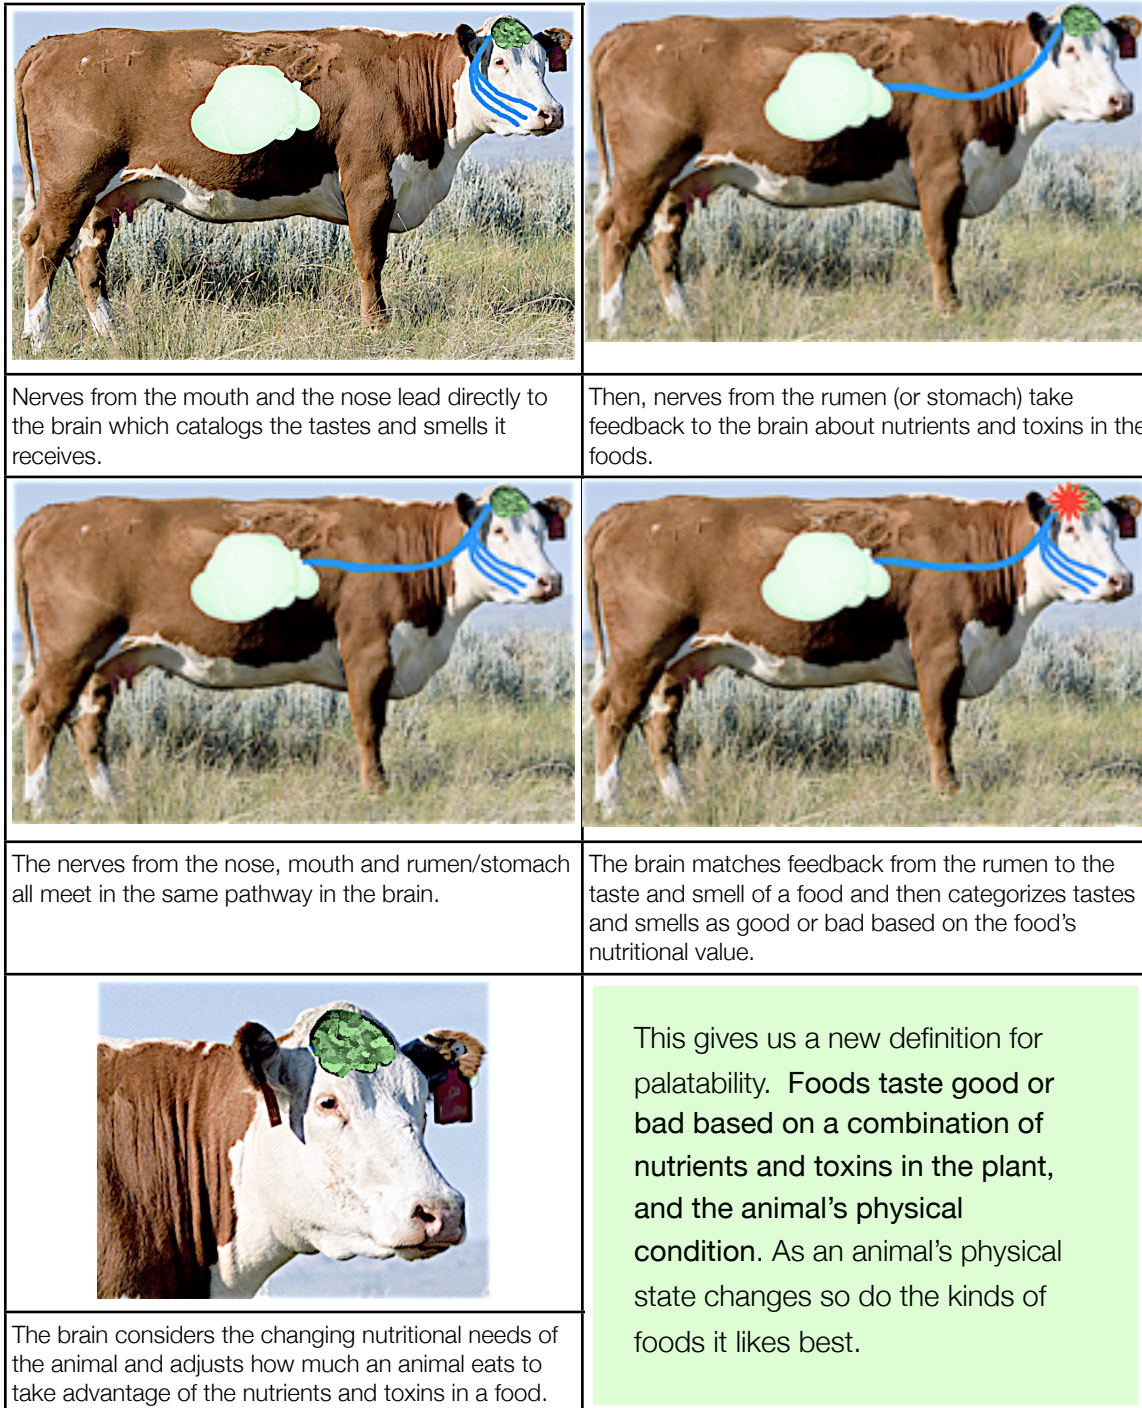 Nerves from the mouth and the nose lead directly to
the brain which catalogs the tastes and smells it
receives.
Then, nerves from the rumen (or stomach) take
feedback to the brain about nutrients and toxins in the
foods.
The nerves from the nose, mouth and rumen/stomach
all meet in the same pathway in the brain.
The brain matches feedback from the rumen to the
taste and smell of a food and then categorizes tastes
and smells as good or bad based on the food’s
nutritional value.
The brain considers the changing nutritional needs of
the animal and adjusts how much an animal eats to
take advantage of the nutrients and toxins in a food.
This gives us a new definition for
palatability. Foods taste good or
bad based on a combination of
nutrients and toxins in the plant,
and the animal’s physical
condition. As an animal’s physical
state changes so do the kinds of
foods it likes best.